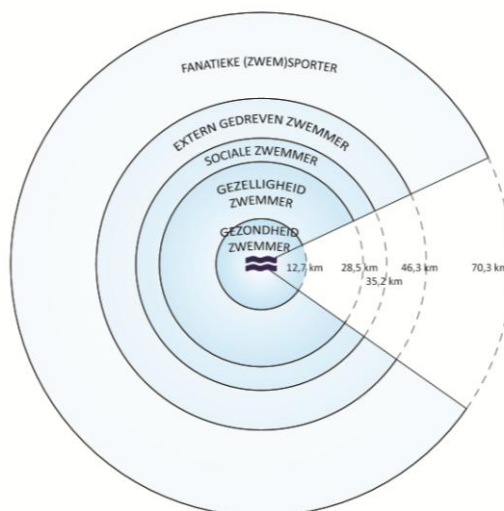 FANATIEKE (ZWEM)SPORTER
EXTERN GEDREVEN ZWEMMER
SOCIALE ZWEMMER
GEZELLIGHEID
ZWEMMER
GEZONDHEID
ZWEMMER
12,7 km
28,5 km
35,2 km
46,3 km
70,3 km